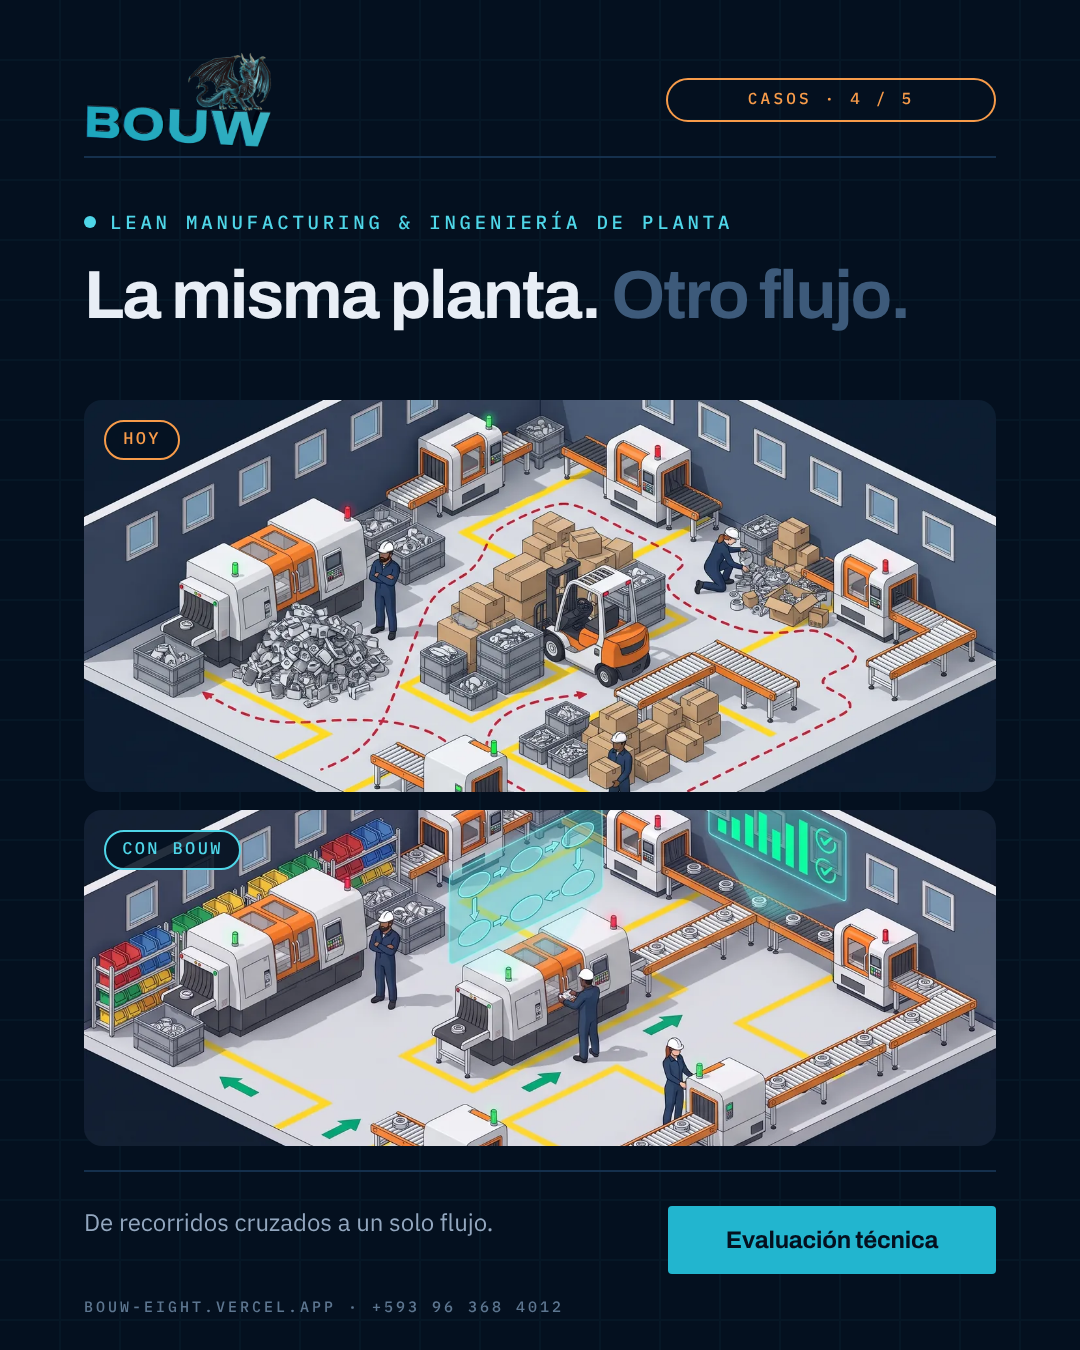 BOUW
CASOS · 4 / 5
LEAN MANUFACTURING & INGENIERÍA DE PLANTA
La misma planta. Otro flujo.
HOY
CON BOUW
De recorridos cruzados a un solo flujo.
Evaluación técnica
BOUW-EIGHT.VERCEL.APP · +593 96 368 4012